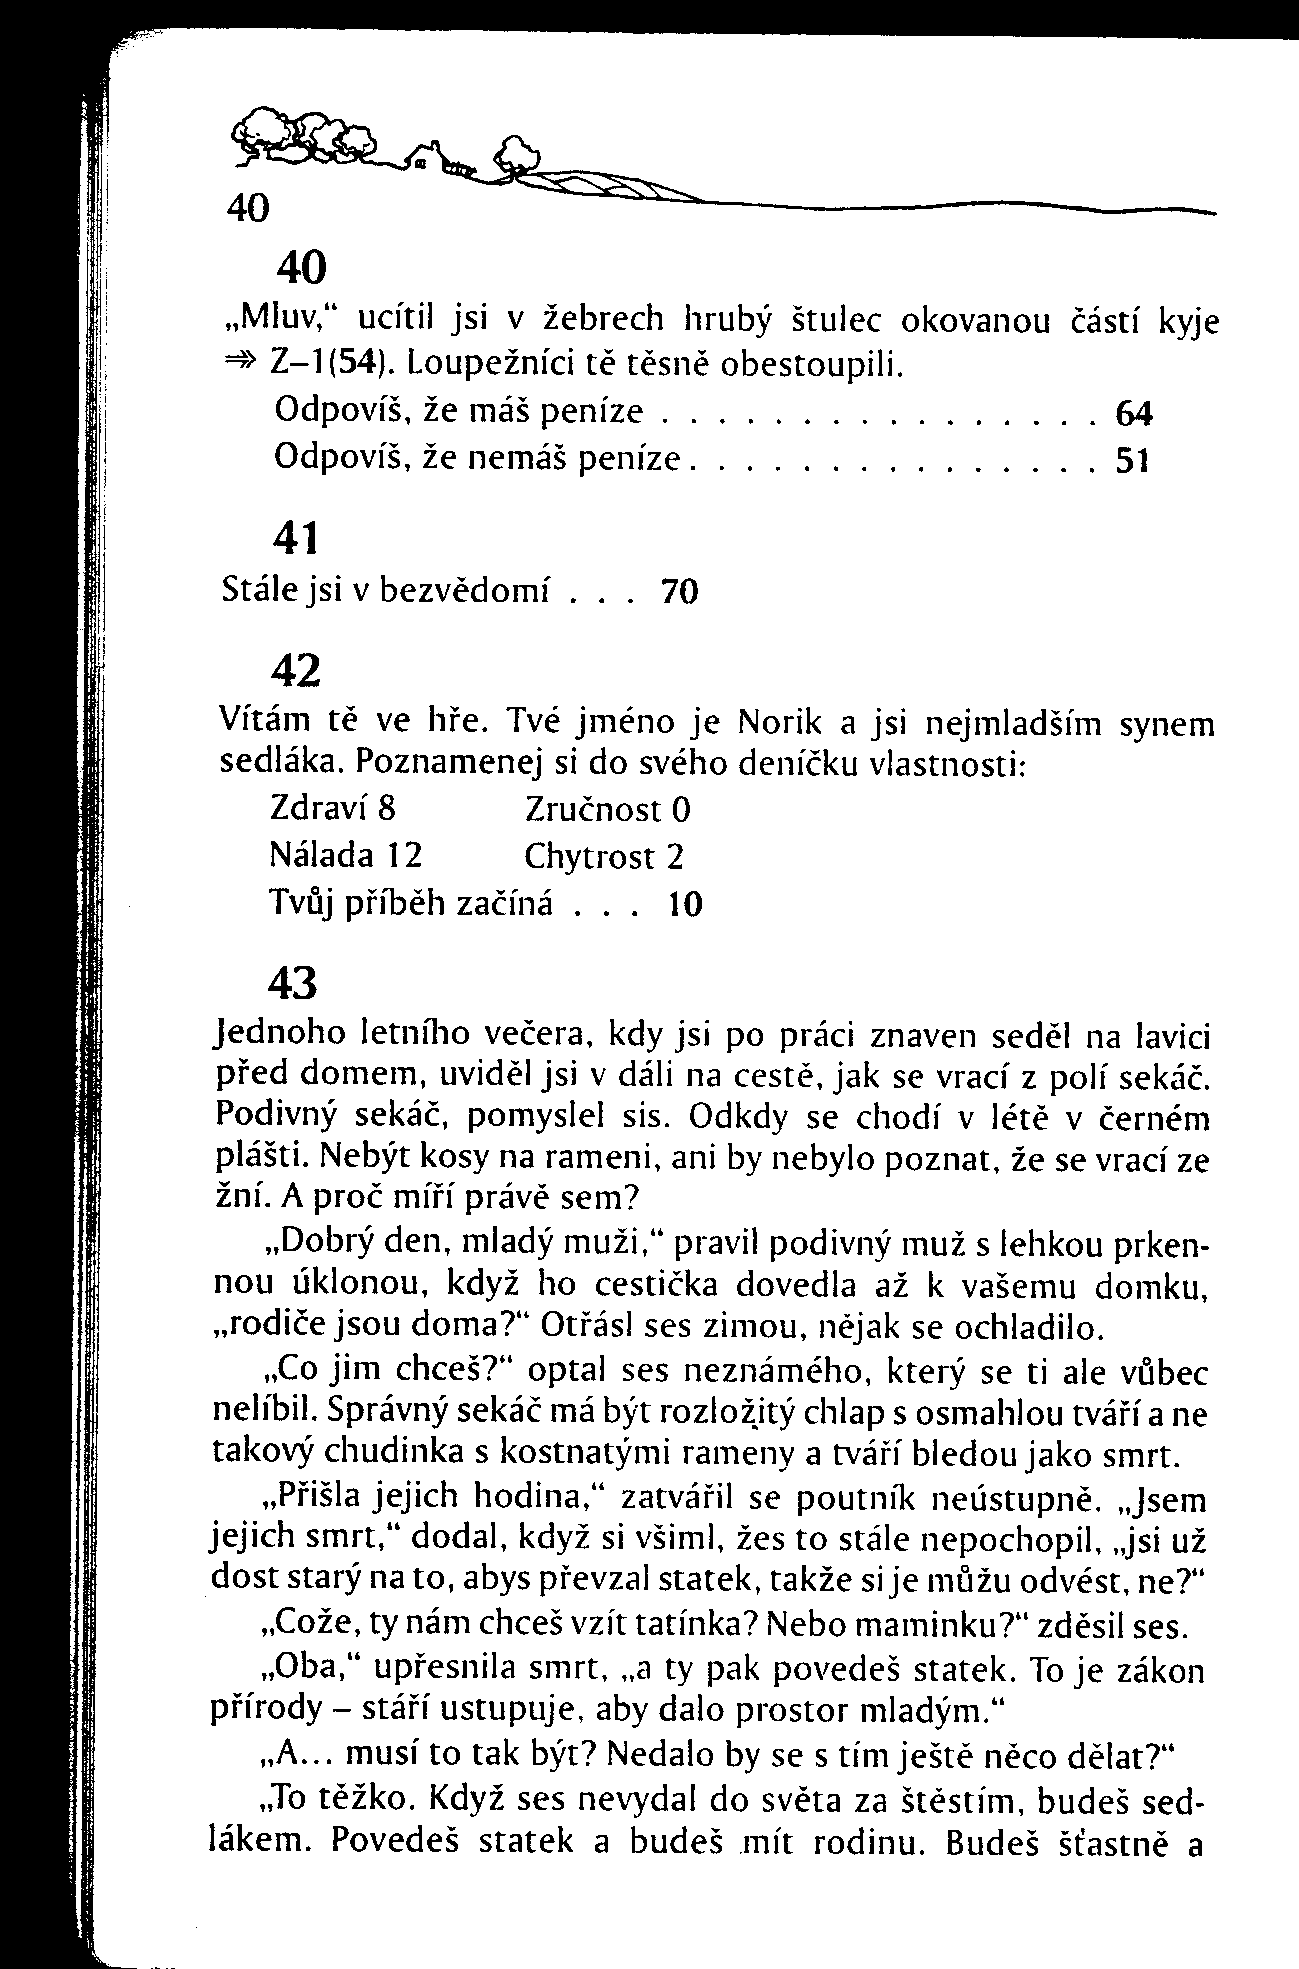 40
40
„Mluv,“ ucítil jsi v žebrech hrubý štulec okovanou částí kyje
⇻ Z–1(54). Loupežníci tě těsně obestoupili.
Odpovíš, že máš peníze . . . . . . . . . . . . . . . . 64
Odpovíš, že nemáš peníze. . . . . . . . . . . . . . . 51
41
Stále jsi v bezvědomí . . . 70
42
Vítám tě ve hře. Tvé jméno je Norik a jsi nejmladším synem
sedláka. Poznamenej si do svého deníčku vlastnosti:
Zdraví 8 Zručnost 0
Nálada 12 Chytrost 2
Tvůj příběh začíná . . . 10
43
Jednoho letního večera, kdy jsi po práci znaven seděl na lavici
před domem, uviděl jsi v dáli na cestě, jak se vrací z polí sekáč.
Podivný sekáč, pomyslel sis. Odkdy se chodí v létě v černém
plášti. Nebýt kosy na rameni, ani by nebylo poznat, že se vrací ze
žní. A proč míří právě sem?
„Dobrý den, mladý muži,“ pravil podivný muž s lehkou prken-
nou úklonou, když ho cestička dovedla až k vašemu domku,
„rodiče jsou doma?“ Otřásl ses zimou, nějak se ochladilo.
„Co jim chceš?“ optal ses neznámého, který se ti ale vůbec
nelíbil. Správný sekáč má být rozložitý chlap s osmahlou tváří a ne
takový chudinka s kostnatými rameny a tváří bledou jako smrt.
„Přišla jejich hodina,“ zatvářil se poutník neústupně. „Jsem
jejich smrt,“ dodal, když si všiml, žes to stále nepochopil, „jsi už
dost starý na to, abys převzal statek, takže si je můžu odvést, ne?“
„Cože, ty nám chceš vzít tatínka? Nebo maminku?“ zděsil ses.
„Oba,“ upřesnila smrt, „a ty pak povedeš statek. To je zákon
přírody – stáří ustupuje, aby dalo prostor mladým.“
„A... musí to tak být? Nedalo by se s tím ještě něco dělat?“
„To těžko. Když ses nevydal do světa za štěstím, budeš sed-
lákem. Povedeš statek a budeš mít rodinu. Budeš šťastně a